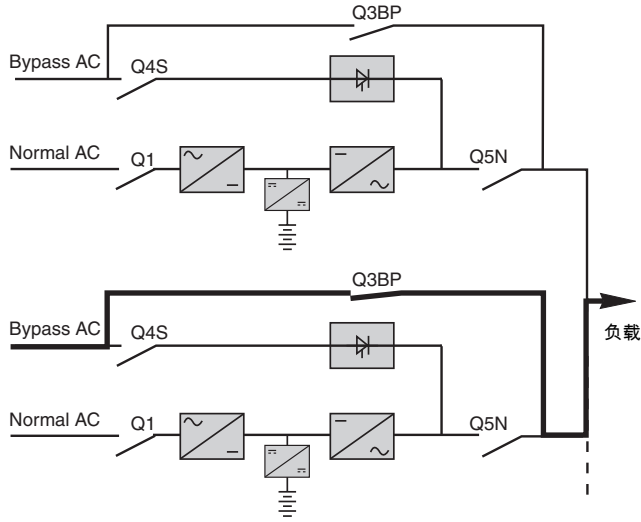 Q3BP
Bypass AC
Q4S
Normal AC
Q1
Q5N
Q3BP
Bypass AC
Q4S
负载
Normal AC
Q1
Q5N